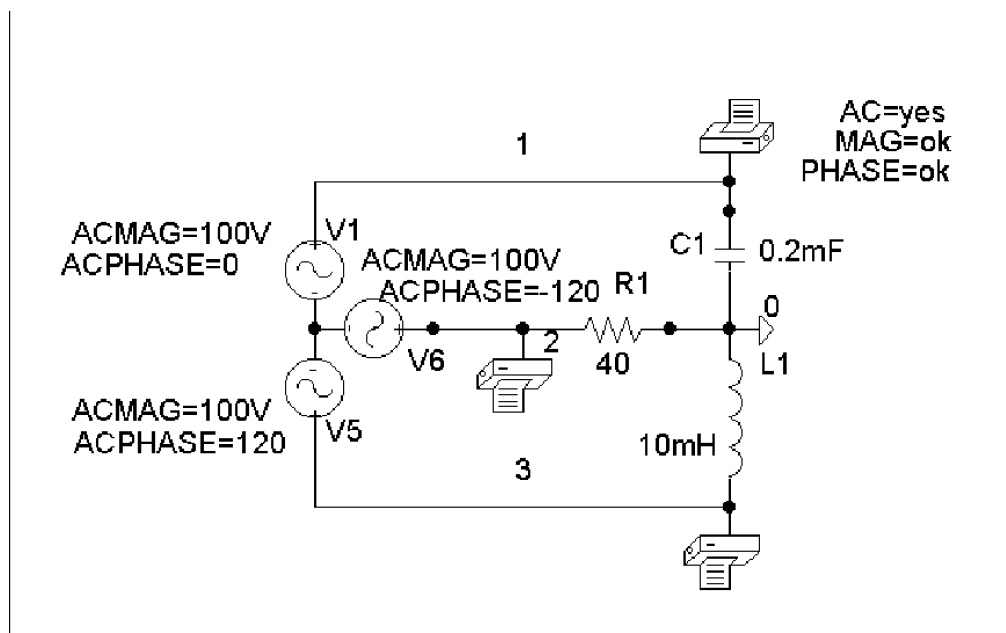 AC=yes
MAG=ok
PHASE=ok
1
ACMAG=100V
ACPHASE=0
V1
ACMAG=100V
ACPHASE=-120
C1
0.2mF
R1
0
2
V6
40
L1
ACMAG=100V
ACPHASE=120
V5
10mH
3